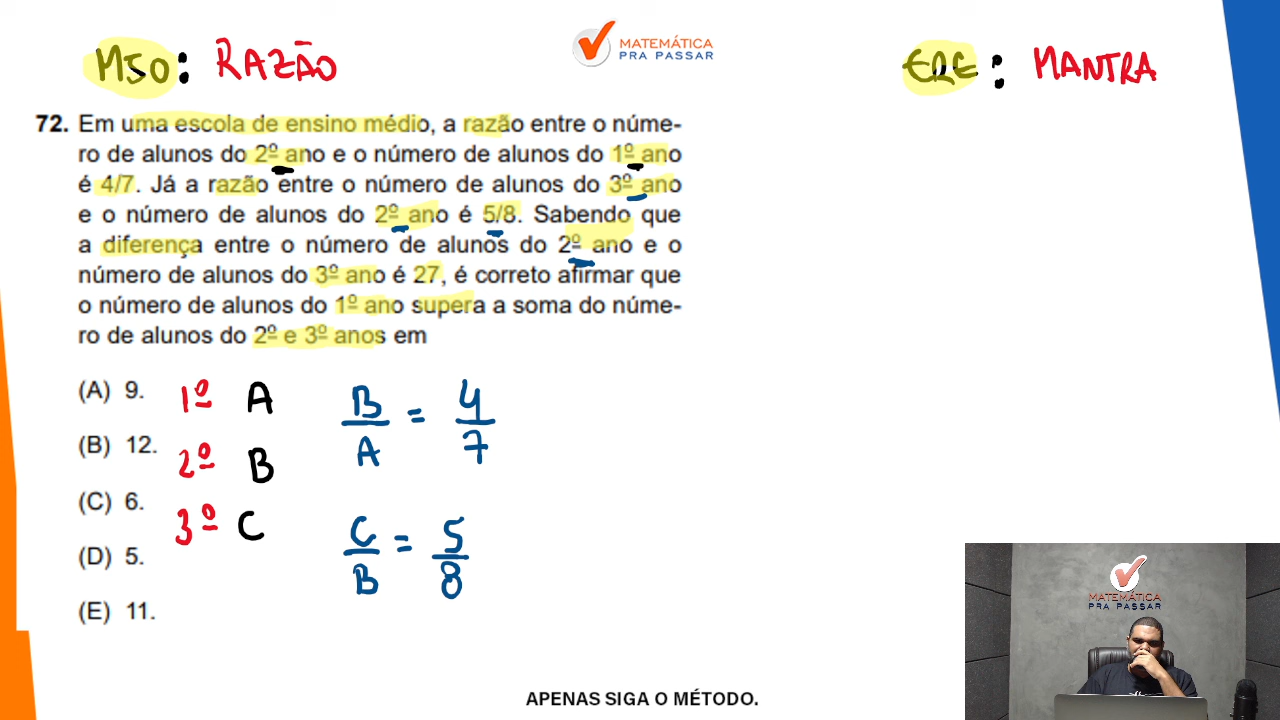 MSO: RAZÃO
MATEMÁTICA
PRA PASSAR
: MANTRA
72. Em uma escola de ensino médio, a razão entre o núme-
ro de alunos do 2º ano e o número de alunos do 1º ano
é 4/7. Já a razão entre o número de alunos do 3º ano
e o número de alunos do 2º ano é 5/8. Sabendo que
a diferença entre o número de alunos do 2º ano e o
número de alunos do 3º ano é 27, é correto afirmar que
o número de alunos do 1º ano supera a soma do núme-
ro de alunos do 2º e 3º anos em
(A) 9.
(B) 12.
(C) 6.
(D) 5.
(E) 11.
1º A
2º B
3º C
B/A = 4/7
C/B = 5/8
MATEMÁTICA
PRA PASSAR
APENAS SIGA O MÉTODO.